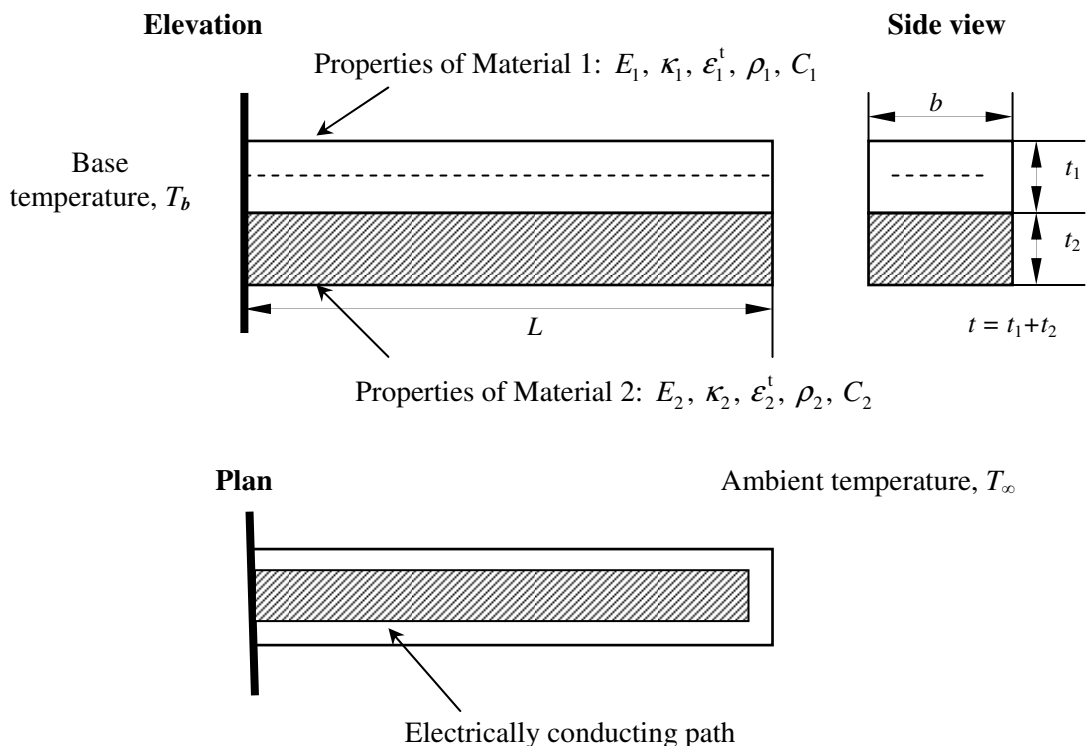 Elevation
Side view
Properties of Material 1: E₁, κ₁, ε₁ᵗ, ρ₁, C₁
b
Base
temperature, T_b
t₁
t₂
L
t = t₁+t₂
Properties of Material 2: E₂, κ₂, ε₂ᵗ, ρ₂, C₂
Plan
Ambient temperature, T∞
Electrically conducting path